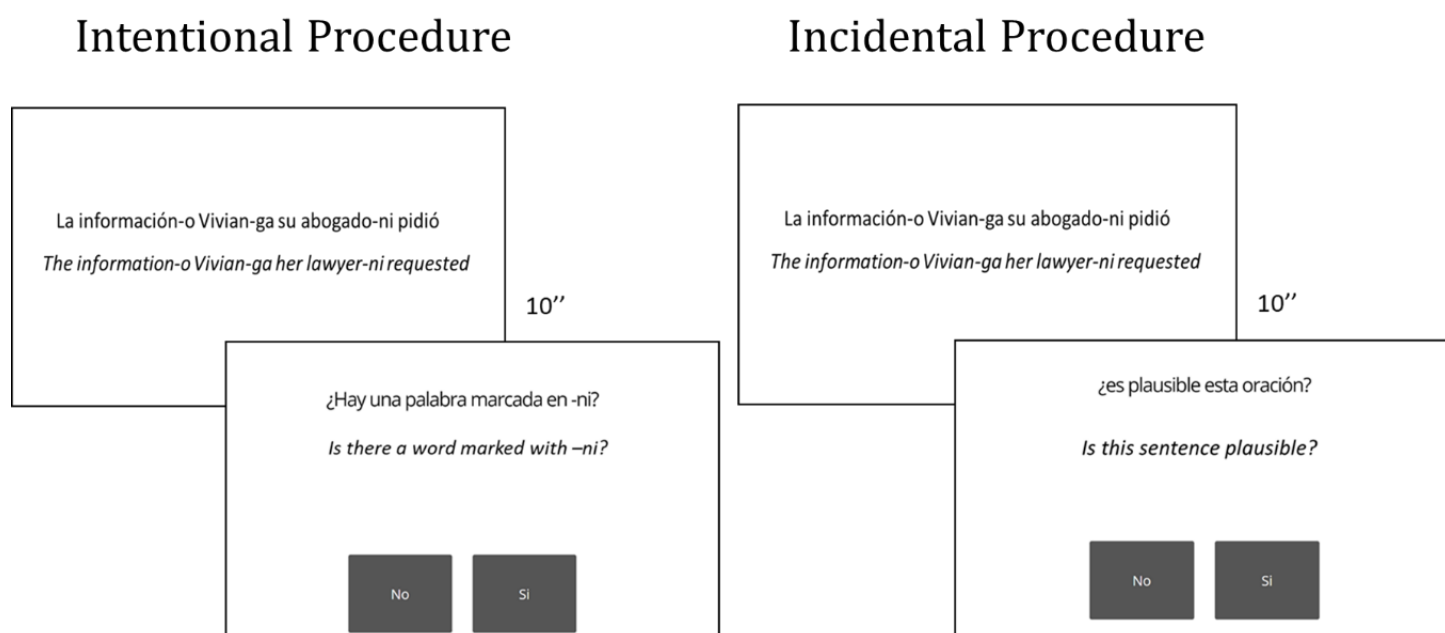 Intentional Procedure
La información-o Vivian-ga su abogado-ni pidió
The information-o Vivian-ga her lawyer-ni requested
10’’
¿Hay una palabra marcada en -ni?
Is there a word marked with –ni?
No
Si
Incidental Procedure
La información-o Vivian-ga su abogado-ni pidió
The information-o Vivian-ga her lawyer-ni requested
10’’
¿es plausible esta oración?
Is this sentence plausible?
No
Si